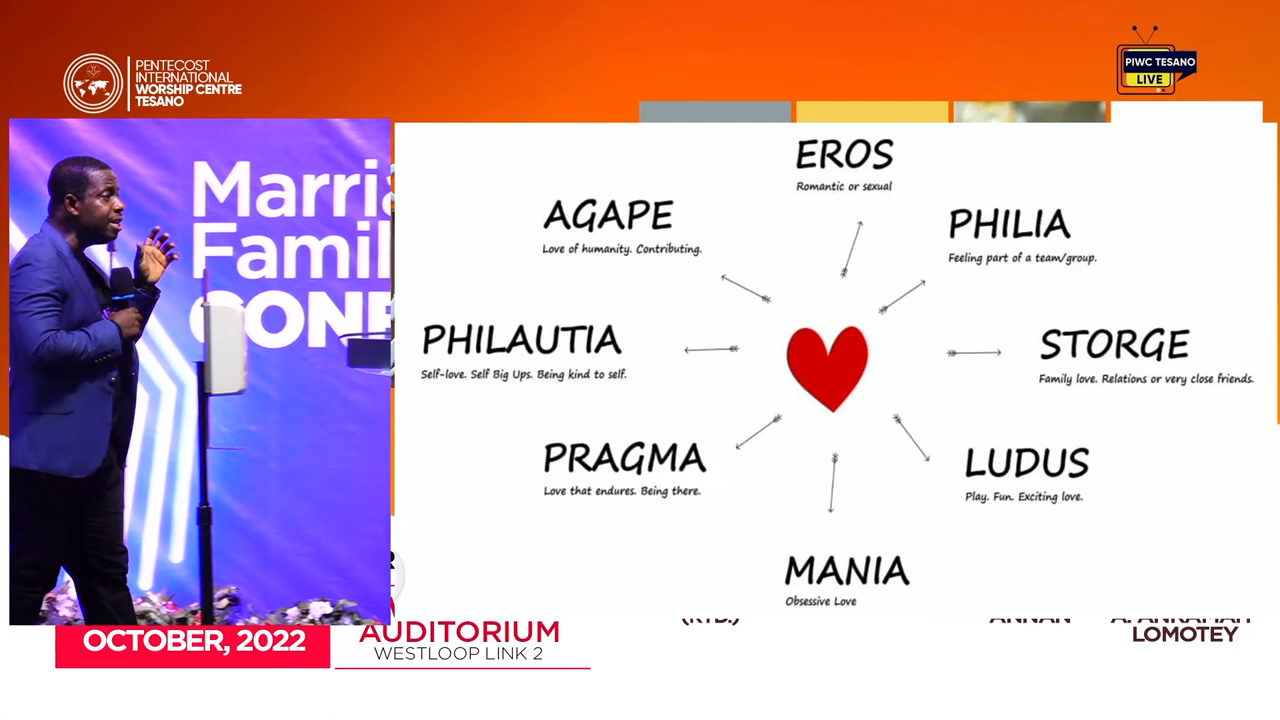 PENTECOST
INTERNATIONAL
WORSHIP CENTRE
TESANO
PIWC TESANO
LIVE
EROS
Romantic or sexual
AGAPE
Love of humanity. Contributing.
PHILIA
Feeling part of a team/group.
PHILAUTIA
Self-love. Self Big Ups. Being kind to self.
STORGE
Family love. Relations or very close friends.
PRAGMA
Love that endures. Being there.
LUDUS
Play. Fun. Exciting love.
MANIA
Obsessive Love
OCTOBER, 2022
AUDITORIUM
WESTLOOP LINK 2
LOMOTEY